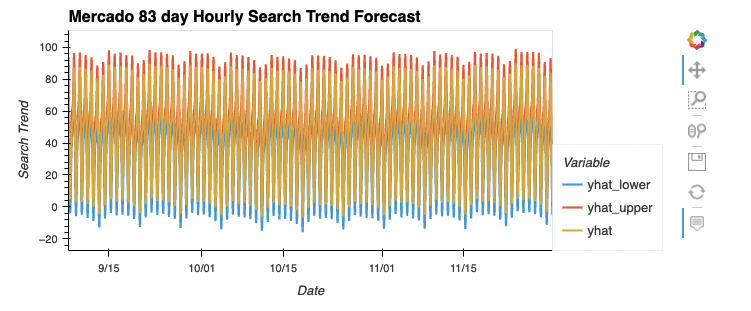 Mercado 83 day Hourly Search Trend Forecast
100
80
60
40
20
0
−20
Search Trend
9/15
10/01
10/15
11/01
11/15
Date
Variable
yhat_lower
yhat_upper
yhat